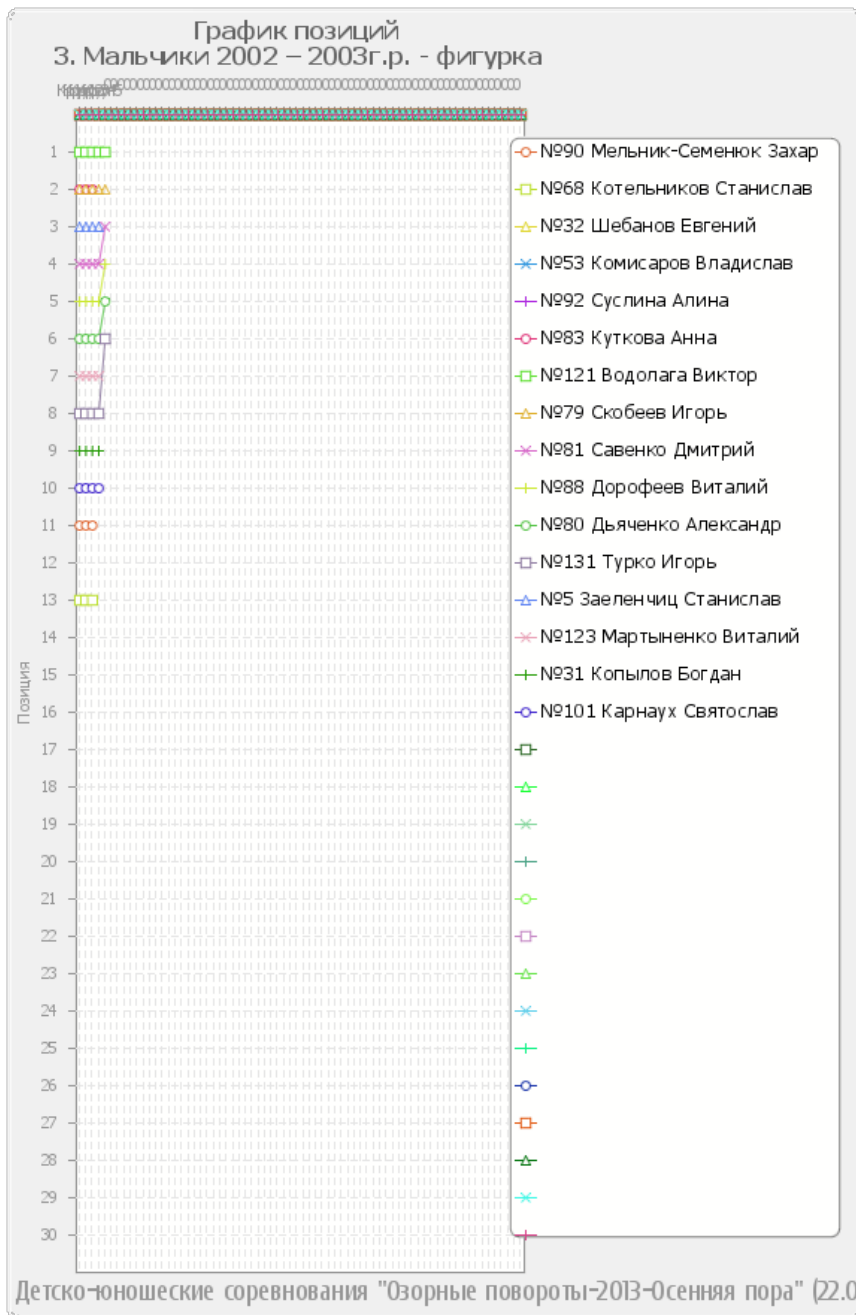 График позиций
3. Мальчики 2002 – 2003г.р. - фигурка
1
2
3
4
5
6
7
8
9
10
11
12
13
14
15
16
17
18
19
20
21
22
23
24
25
26
27
28
29
30
Позиция
№90 Мельник-Семенюк Захар
№68 Котельников Станислав
№32 Шебанов Евгений
№53 Комисаров Владислав
№92 Суслина Алина
№83 Куткова Анна
№121 Водолага Виктор
№79 Скобеев Игорь
№81 Савенко Дмитрий
№88 Дорофеев Виталий
№80 Дьяченко Александр
№131 Турко Игорь
№5 Заеленчиц Станислав
№123 Мартыненко Виталий
№31 Копылов Богдан
№101 Карнаух Святослав
Детско-юношеские соревнования "Озорные повороты-2013-Осенняя пора" (22.0